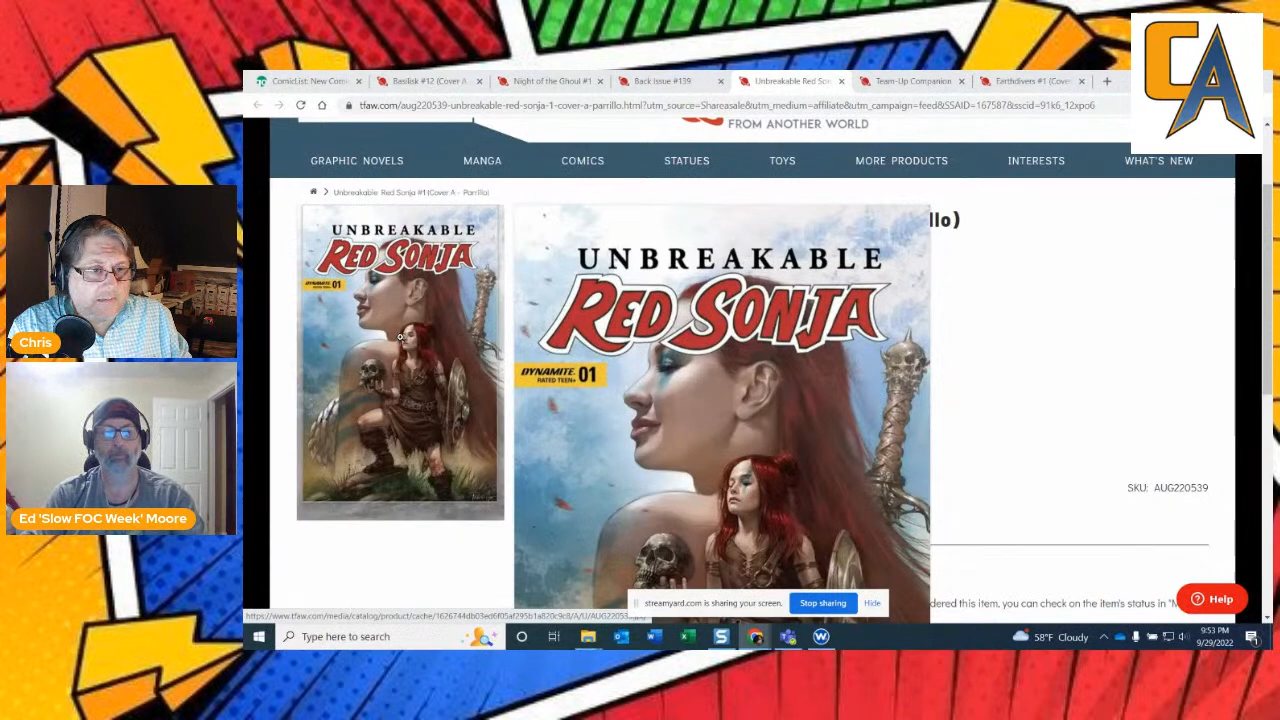 CA
ComicList: New Comi
Basilisk #12 (Cover A
Night of the Ghoul #1
Back Issue #139
Unbreakable Red Son
Team-Up Companion
Earthdivers #1 (Cove
tfaw.com/aug220539-unbreakable-red-sonja-1-cover-a-parrillo.html?utm_source=Shareasale&utm_medium=affiliate&utm_campaign=feed&SSAID=167587&sscid=91k6_12xpo6
FROM ANOTHER WORLD
GRAPHIC NOVELS MANGA COMICS STATUES TOYS MORE PRODUCTS INTERESTS WHAT'S NEW
Unbreakable Red Sonja #1 (Cover A - Parrillo)
llo)
UNBREAKABLE
RED SONJA
01
UNBREAKABLE
RED SONJA
DYNAMITE
RATED TEEN+
01
SKU: AUG220539
Chris
Ed 'Slow FOC Week' Moore
streamyard.com is sharing your screen. Stop sharing Hide
dered this item, you can check on the item's status in "M
Help
Type here to search
58°F Cloudy
9:53 PM
9/29/2022